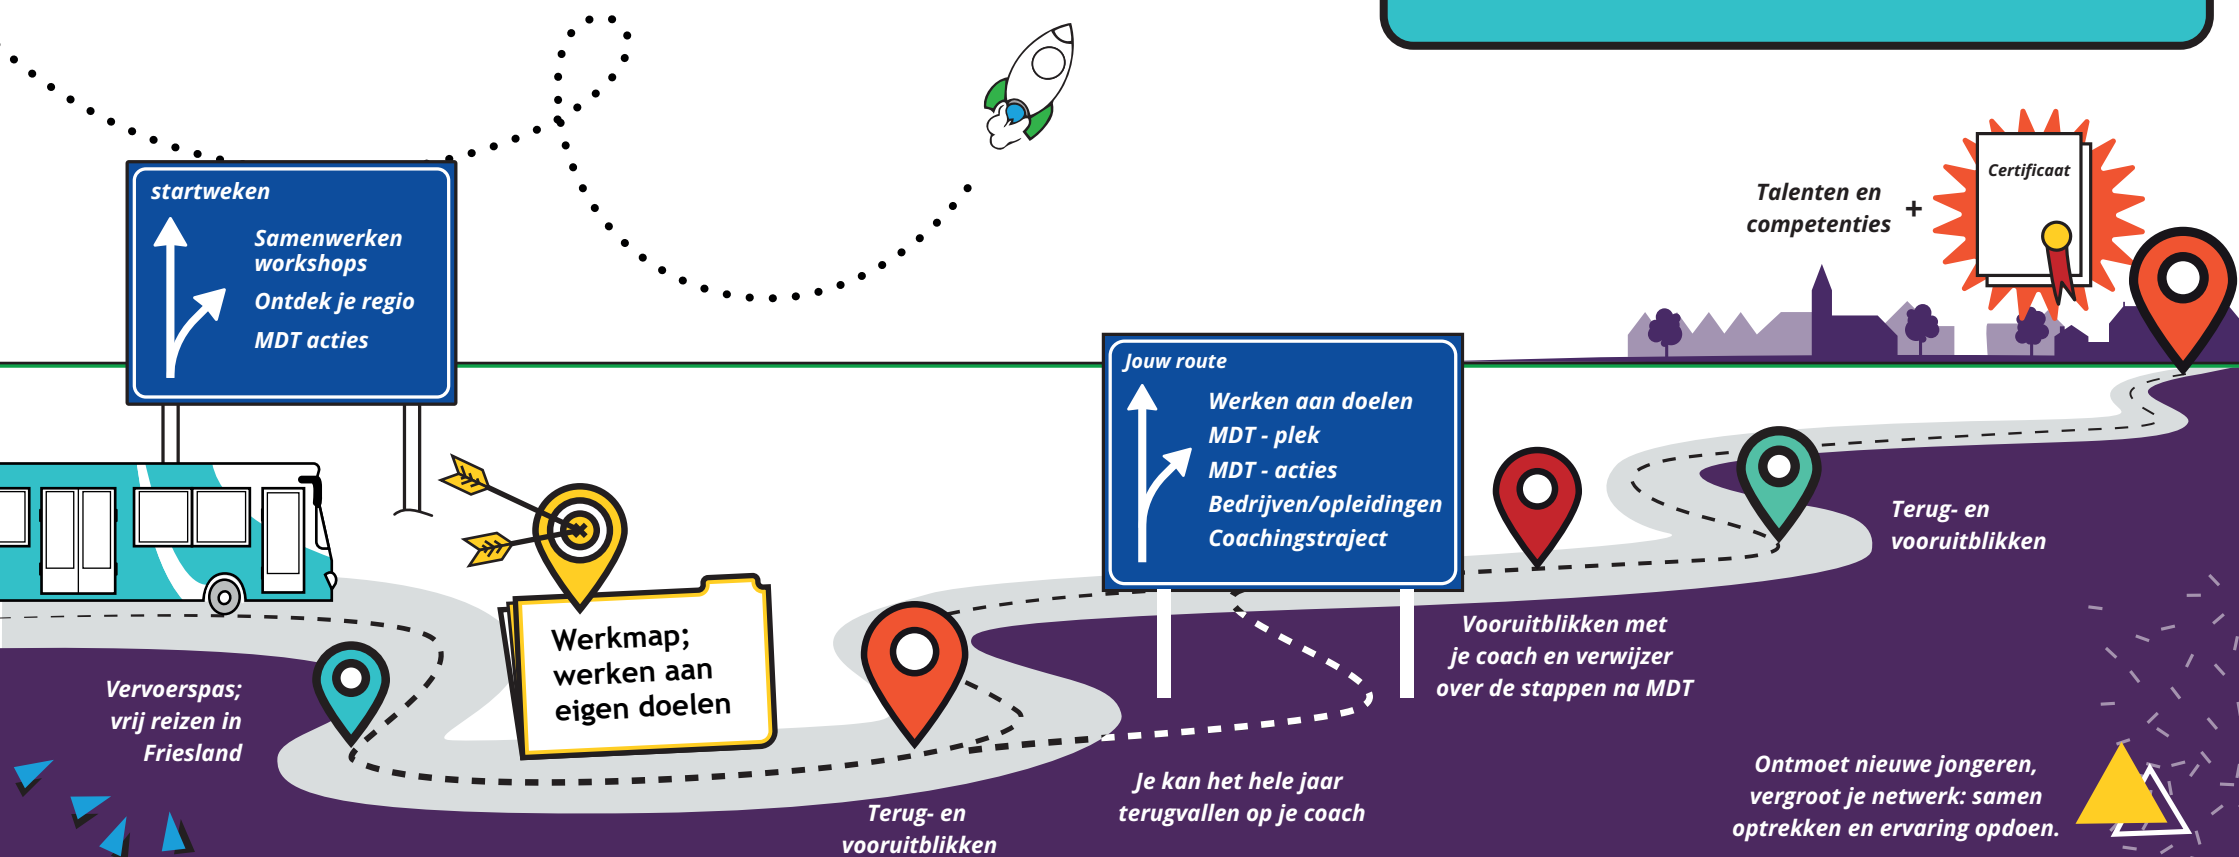 startweken
Samenwerken
workshops
Ontdek je regio
MDT acties
Talenten en
competenties
+
Certificaat
Jouw route
Werken aan doelen
MDT - plek
MDT - acties
Bedrijven/opleidingen
Coachingstraject
Terug- en
vooruitblikken
Werkmap;
werken aan
eigen doelen
Vooruitblikken met
je coach en verwijzer
over de stappen na MDT
Vervoerspas;
vrij reizen in
Friesland
Je kan het hele jaar
terugvallen op je coach
Terug- en
vooruitblikken
Ontmoet nieuwe jongeren,
vergroot je netwerk: samen
optrekken en ervaring opdoen.